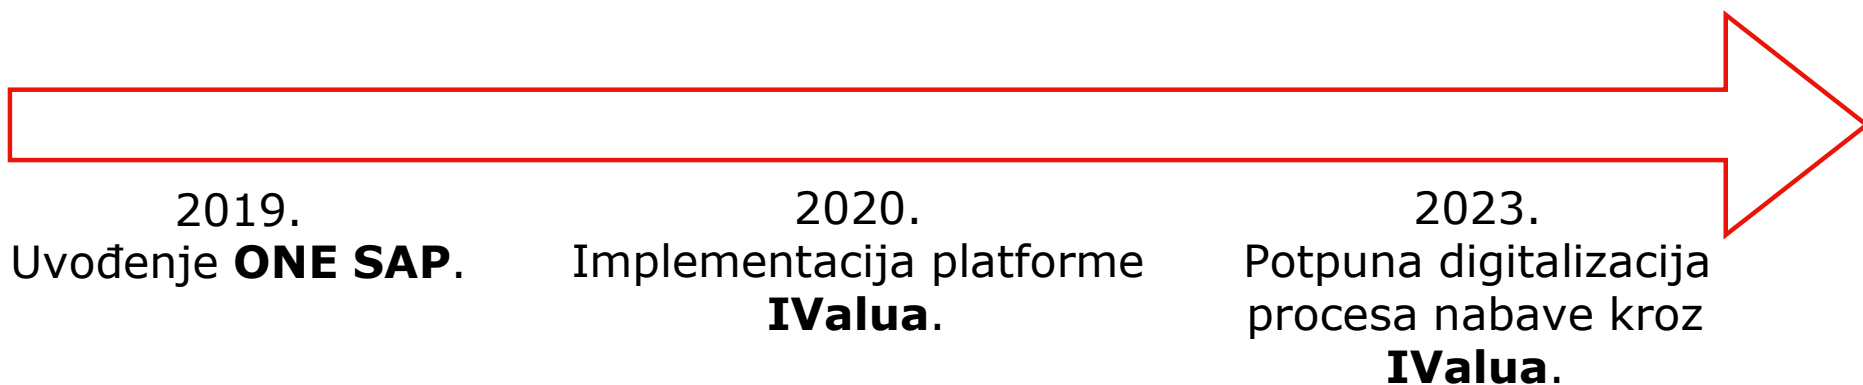 2019.
Uvođenje ONE SAP.
2020.
Implementacija platforme
IValua.
2023.
Potpuna digitalizacija
procesa nabave kroz
IValua.